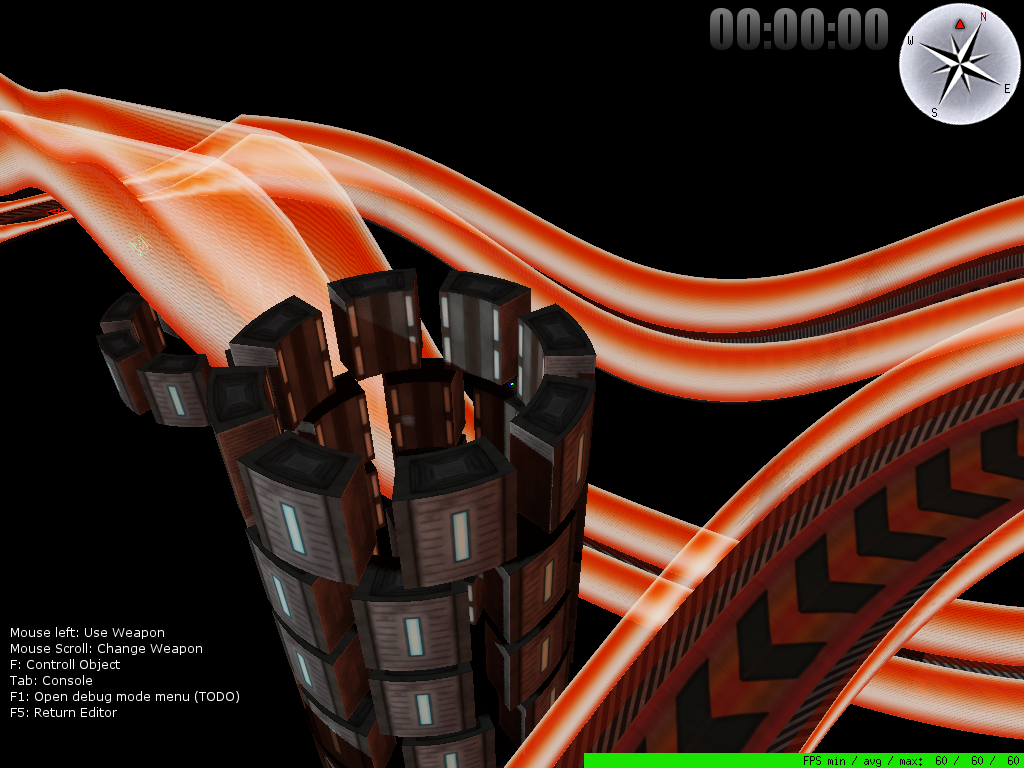 00:00:00
N
W
E
S
Mouse left: Use Weapon
Mouse Scroll: Change Weapon
F: Controll Object
Tab: Console
F1: Open debug mode menu (TODO)
F5: Return Editor
FPS min / avg / max: 60 / 60 / 60